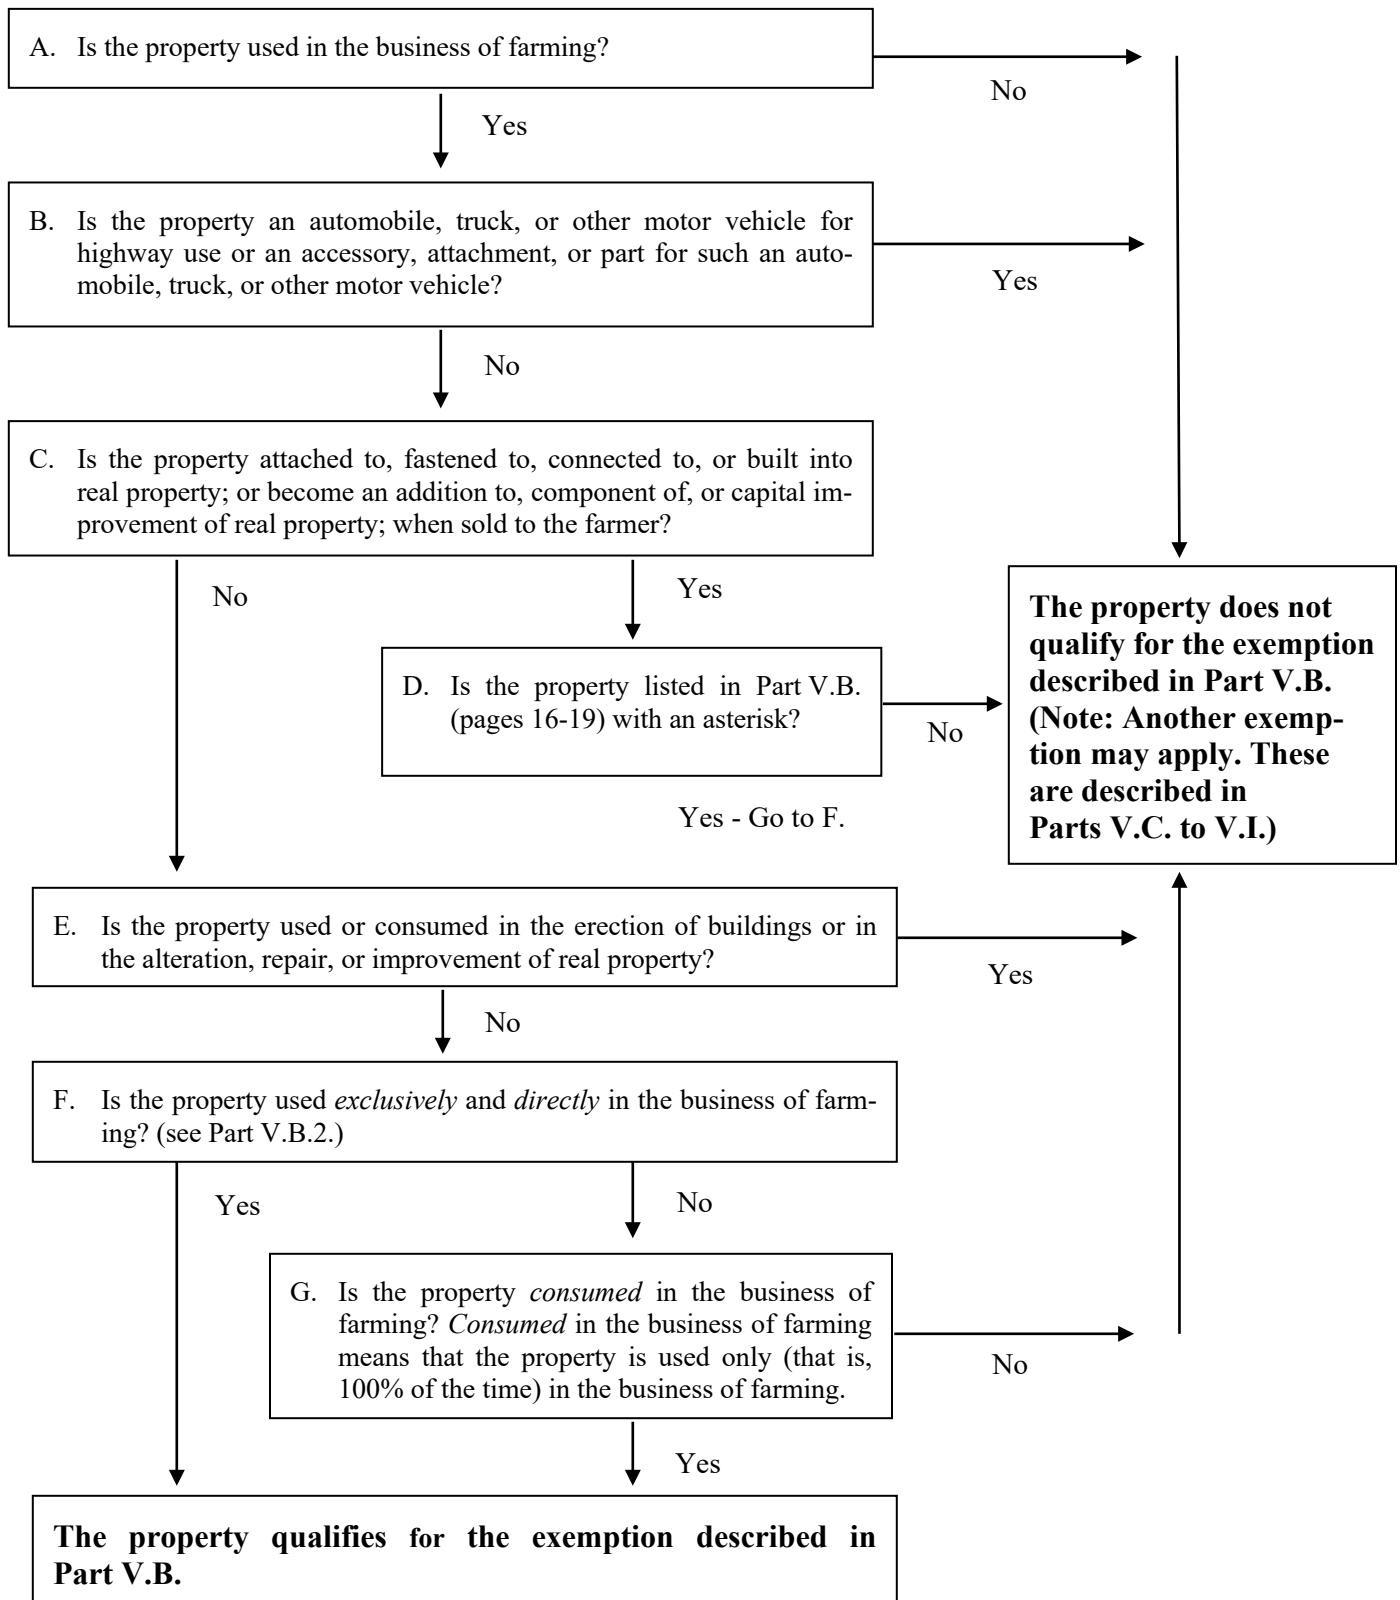 A. Is the property used in the business of farming?
No
Yes
B. Is the property an automobile, truck, or other motor vehicle for
highway use or an accessory, attachment, or part for such an auto-
mobile, truck, or other motor vehicle?
Yes
No
C. Is the property attached to, fastened to, connected to, or built into
real property; or become an addition to, component of, or capital im-
provement of real property; when sold to the farmer?
No
Yes
D. Is the property listed in Part V.B.
(pages 16-19) with an asterisk?
No
Yes - Go to F.
The property does not
qualify for the exemption
described in Part V.B.
(Note: Another exemp-
tion may apply. These
are described in
Parts V.C. to V.I.)
E. Is the property used or consumed in the erection of buildings or in
the alteration, repair, or improvement of real property?
Yes
No
F. Is the property used exclusively and directly in the business of farm-
ing? (see Part V.B.2.)
Yes
No
G. Is the property consumed in the business of
farming? Consumed in the business of farming
means that the property is used only (that is,
100% of the time) in the business of farming.
No
Yes
The property qualifies for the exemption described in
Part V.B.